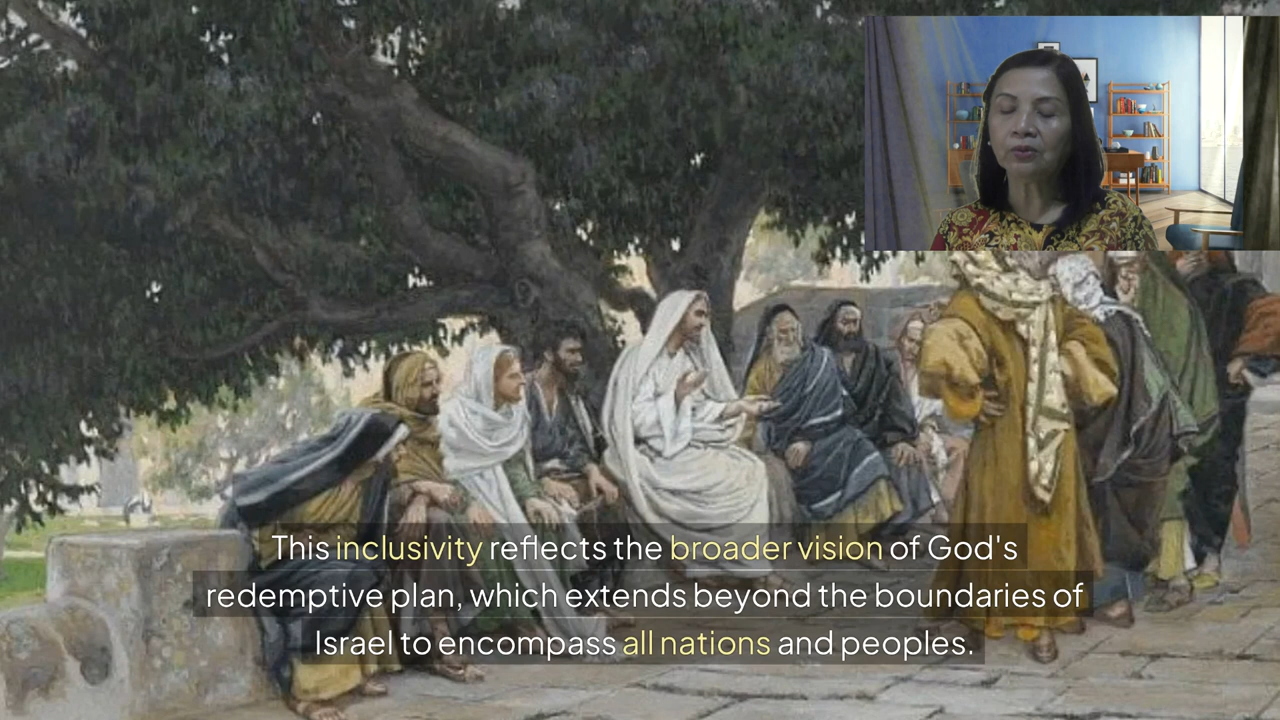 This inclusivity reflects the broader vision of God's
redemptive plan, which extends beyond the boundaries of
Israel to encompass all nations and peoples.